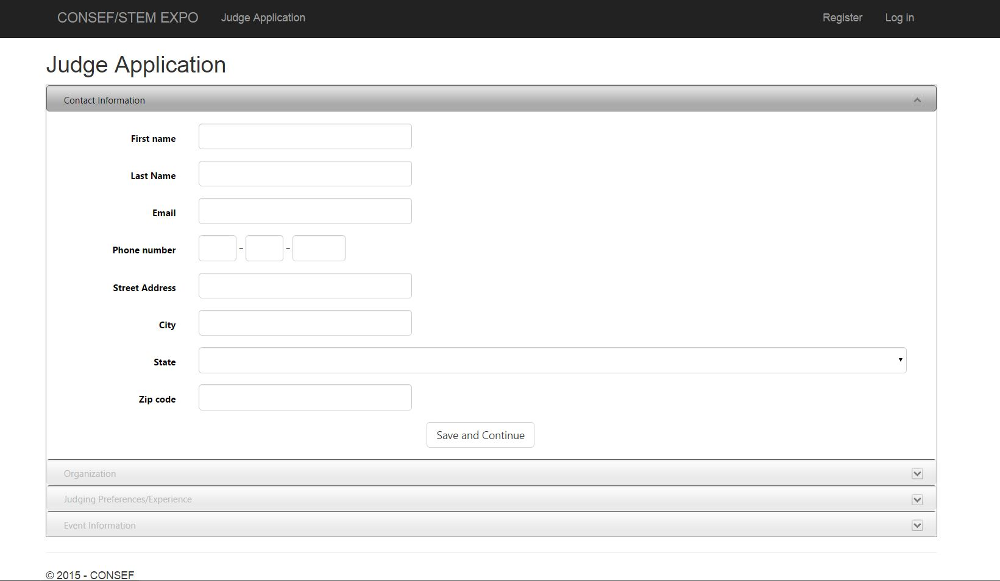 CONSEF/STEM EXPO Judge Application Register Log in
Judge Application
Contact Information
First name
Last Name
Email
Phone number - -
Street Address
City
State
Zip code
Save and Continue
Organization
Judging Preferences/Experience
Event Information
© 2015 - CONSEF